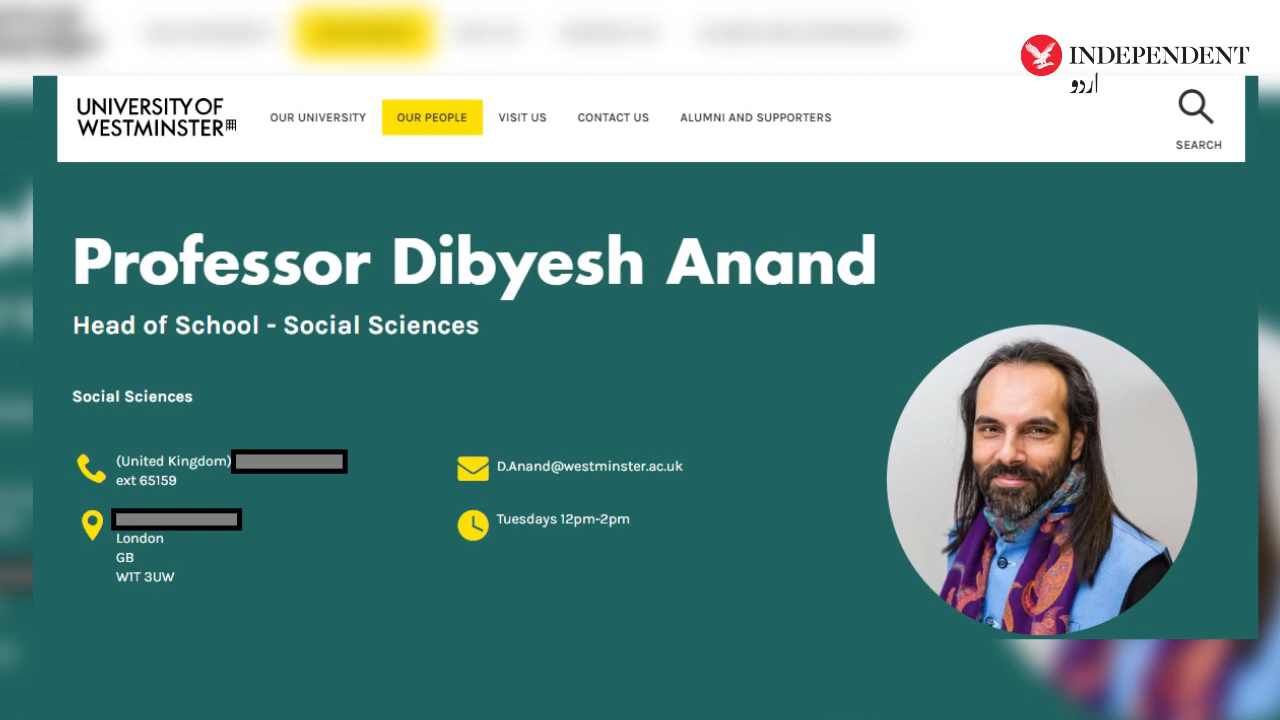 INDEPENDENT
اردو
UNIVERSITY OF
WESTMINSTER
OUR UNIVERSITY
OUR PEOPLE
VISIT US
CONTACT US
ALUMNI AND SUPPORTERS
SEARCH
Professor Dibyesh Anand
Head of School - Social Sciences
Social Sciences
(United Kingdom)
ext 65159
D.Anand@westminster.ac.uk
London
GB
W1T 3UW
Tuesdays 12pm-2pm